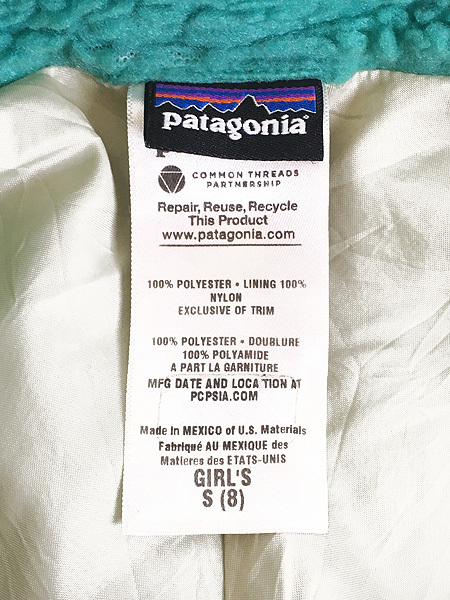 patagonia®
COMMON THREADS
PARTNERSHIP
Repair, Reuse, Recycle
This Product
www.patagonia.com
100% POLYESTER • LINING 100%
NYLON
EXCLUSIVE OF TRIM
100% POLYESTER • DOUBLURE
100% POLYAMIDE
A PART LA GARNITURE
MFG DATE AND LOCATION AT
PCPSIA.COM
Made in MEXICO of U.S. Materials
Fabriqué AU MEXIQUE des
Matieres des ETATS-UNIS
GIRL'S
S (8)